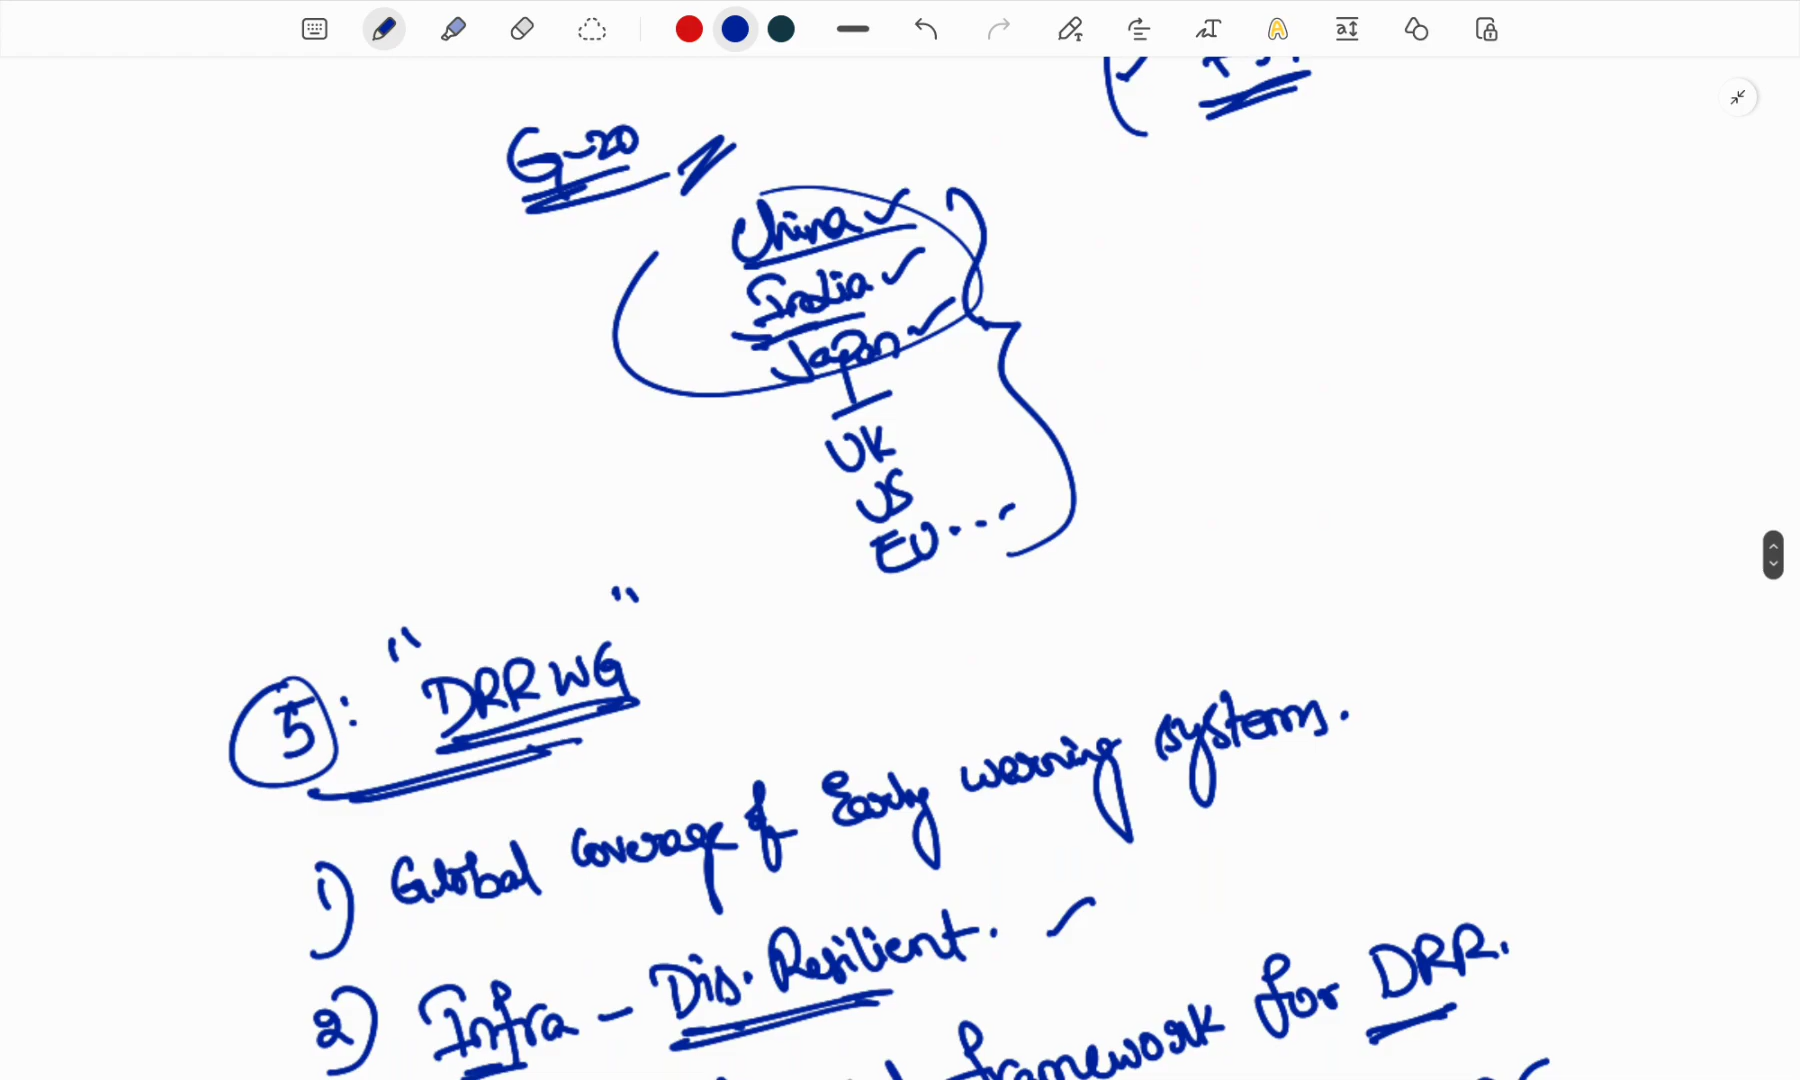 G-20
China ✓
India ✓
Japan ✓
UK
US
EU...
5: "DRRWG"
1) Global coverage of Early warning systems.
2) Infra - Dis. Resilient. ✓
framework for DRR.